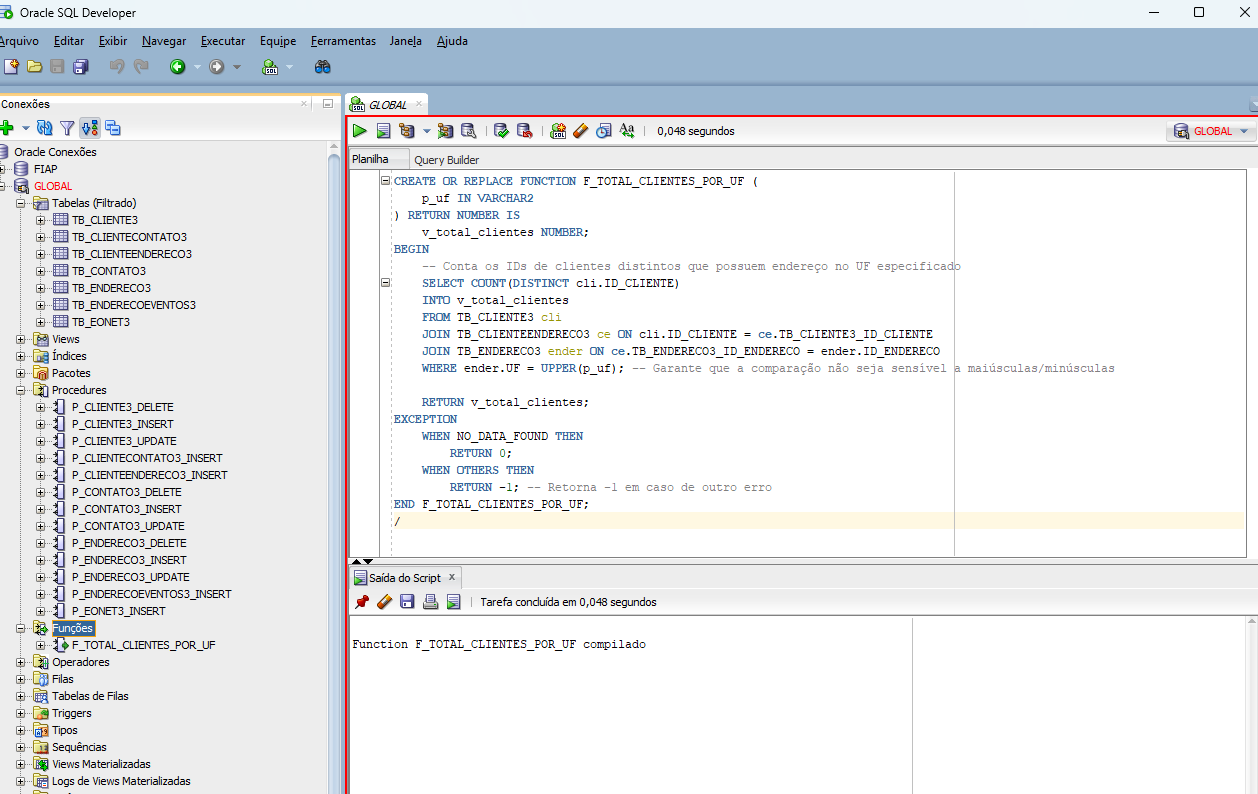 Oracle SQL Developer
Arquivo Editar Exibir Navegar Executar Equipe Ferramentas Janela Ajuda
Conexões
Oracle Conexões
FIAP
GLOBAL
Tabelas (Filtrado)
TB_CLIENTE3
TB_CLIENTECONTATO3
TB_CLIENTEENDERECO3
TB_CONTATO3
TB_ENDERECO3
TB_ENDERECOEVENTOS3
TB_EONET3
Views
Índices
Pacotes
Procedures
P_CLIENTE3_DELETE
P_CLIENTE3_INSERT
P_CLIENTE3_UPDATE
P_CLIENTECONTATO3_INSERT
P_CLIENTEENDERECO3_INSERT
P_CONTATO3_DELETE
P_CONTATO3_INSERT
P_CONTATO3_UPDATE
P_ENDERECO3_DELETE
P_ENDERECO3_INSERT
P_ENDERECO3_UPDATE
P_ENDERECOEVENTOS3_INSERT
P_EONET3_INSERT
Funções
F_TOTAL_CLIENTES_POR_UF
Operadores
Filas
Tabelas de Filas
Triggers
Tipos
Sequências
Views Materializadas
Logs de Views Materializadas
GLOBAL
0,048 segundos
GLOBAL
Planilha Query Builder
CREATE OR REPLACE FUNCTION F_TOTAL_CLIENTES_POR_UF (
    p_uf IN VARCHAR2
) RETURN NUMBER IS
    v_total_clientes NUMBER;
BEGIN
    -- Conta os IDs de clientes distintos que possuem endereço no UF especificado
    SELECT COUNT(DISTINCT cli.ID_CLIENTE)
    INTO v_total_clientes
    FROM TB_CLIENTE3 cli
    JOIN TB_CLIENTEENDERECO3 ce ON cli.ID_CLIENTE = ce.TB_CLIENTE3_ID_CLIENTE
    JOIN TB_ENDERECO3 ender ON ce.TB_ENDERECO3_ID_ENDERECO = ender.ID_ENDERECO
    WHERE ender.UF = UPPER(p_uf); -- Garante que a comparação não seja sensível a maiúsculas/minúsculas
    RETURN v_total_clientes;
EXCEPTION
    WHEN NO_DATA_FOUND THEN
        RETURN 0;
    WHEN OTHERS THEN
        RETURN -1; -- Retorna -1 em caso de outro erro
END F_TOTAL_CLIENTES_POR_UF;
/
Saída do Script
Tarefa concluída em 0,048 segundos
Function F_TOTAL_CLIENTES_POR_UF compilado